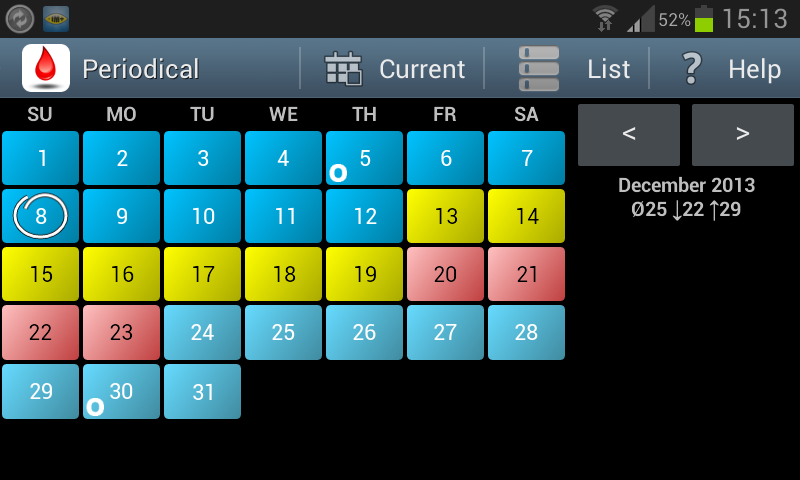 52% 15:13
Periodical Current List ? Help
SU MO TU WE TH FR SA
< >
1 2 3 4 5 6 7
o
December 2013
Ø25 ↓22 ↑29
8 9 10 11 12 13 14
15 16 17 18 19 20 21
22 23 24 25 26 27 28
29 30 31
o